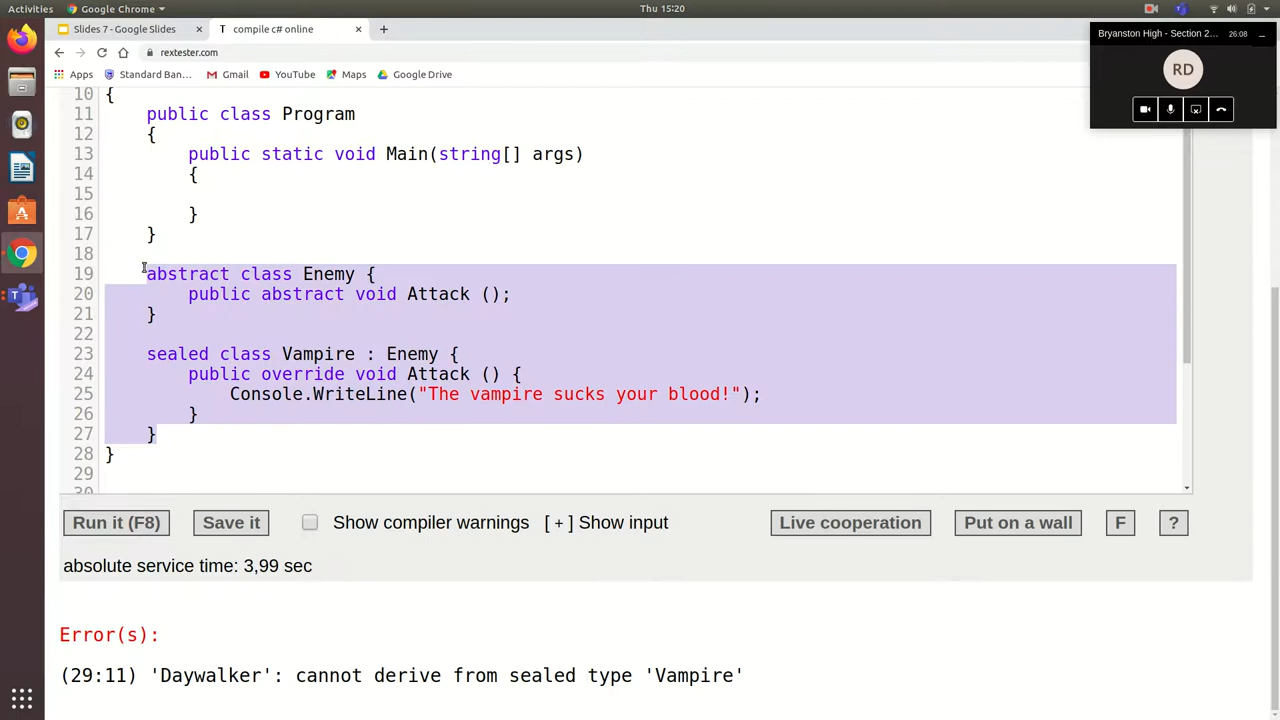 Activities
Google Chrome
Thu 15:20
Slides 7 - Google Slides
compile c# online
rextester.com
Apps
Standard Ban...
Gmail
YouTube
Maps
Google Drive
Bryanston High - Section 2...
26:08
RD
10 {
11 public class Program
12 {
13 public static void Main(string[] args)
14 {
15
16 }
17 }
18
19 abstract class Enemy {
20 public abstract void Attack ();
21 }
22
23 sealed class Vampire : Enemy {
24 public override void Attack () {
25 Console.WriteLine("The vampire sucks your blood!");
26 }
27 }
28 }
29
30
Run it (F8)
Save it
Show compiler warnings
[ + ] Show input
Live cooperation
Put on a wall
F
?
absolute service time: 3,99 sec
Error(s):
(29:11) 'Daywalker': cannot derive from sealed type 'Vampire'